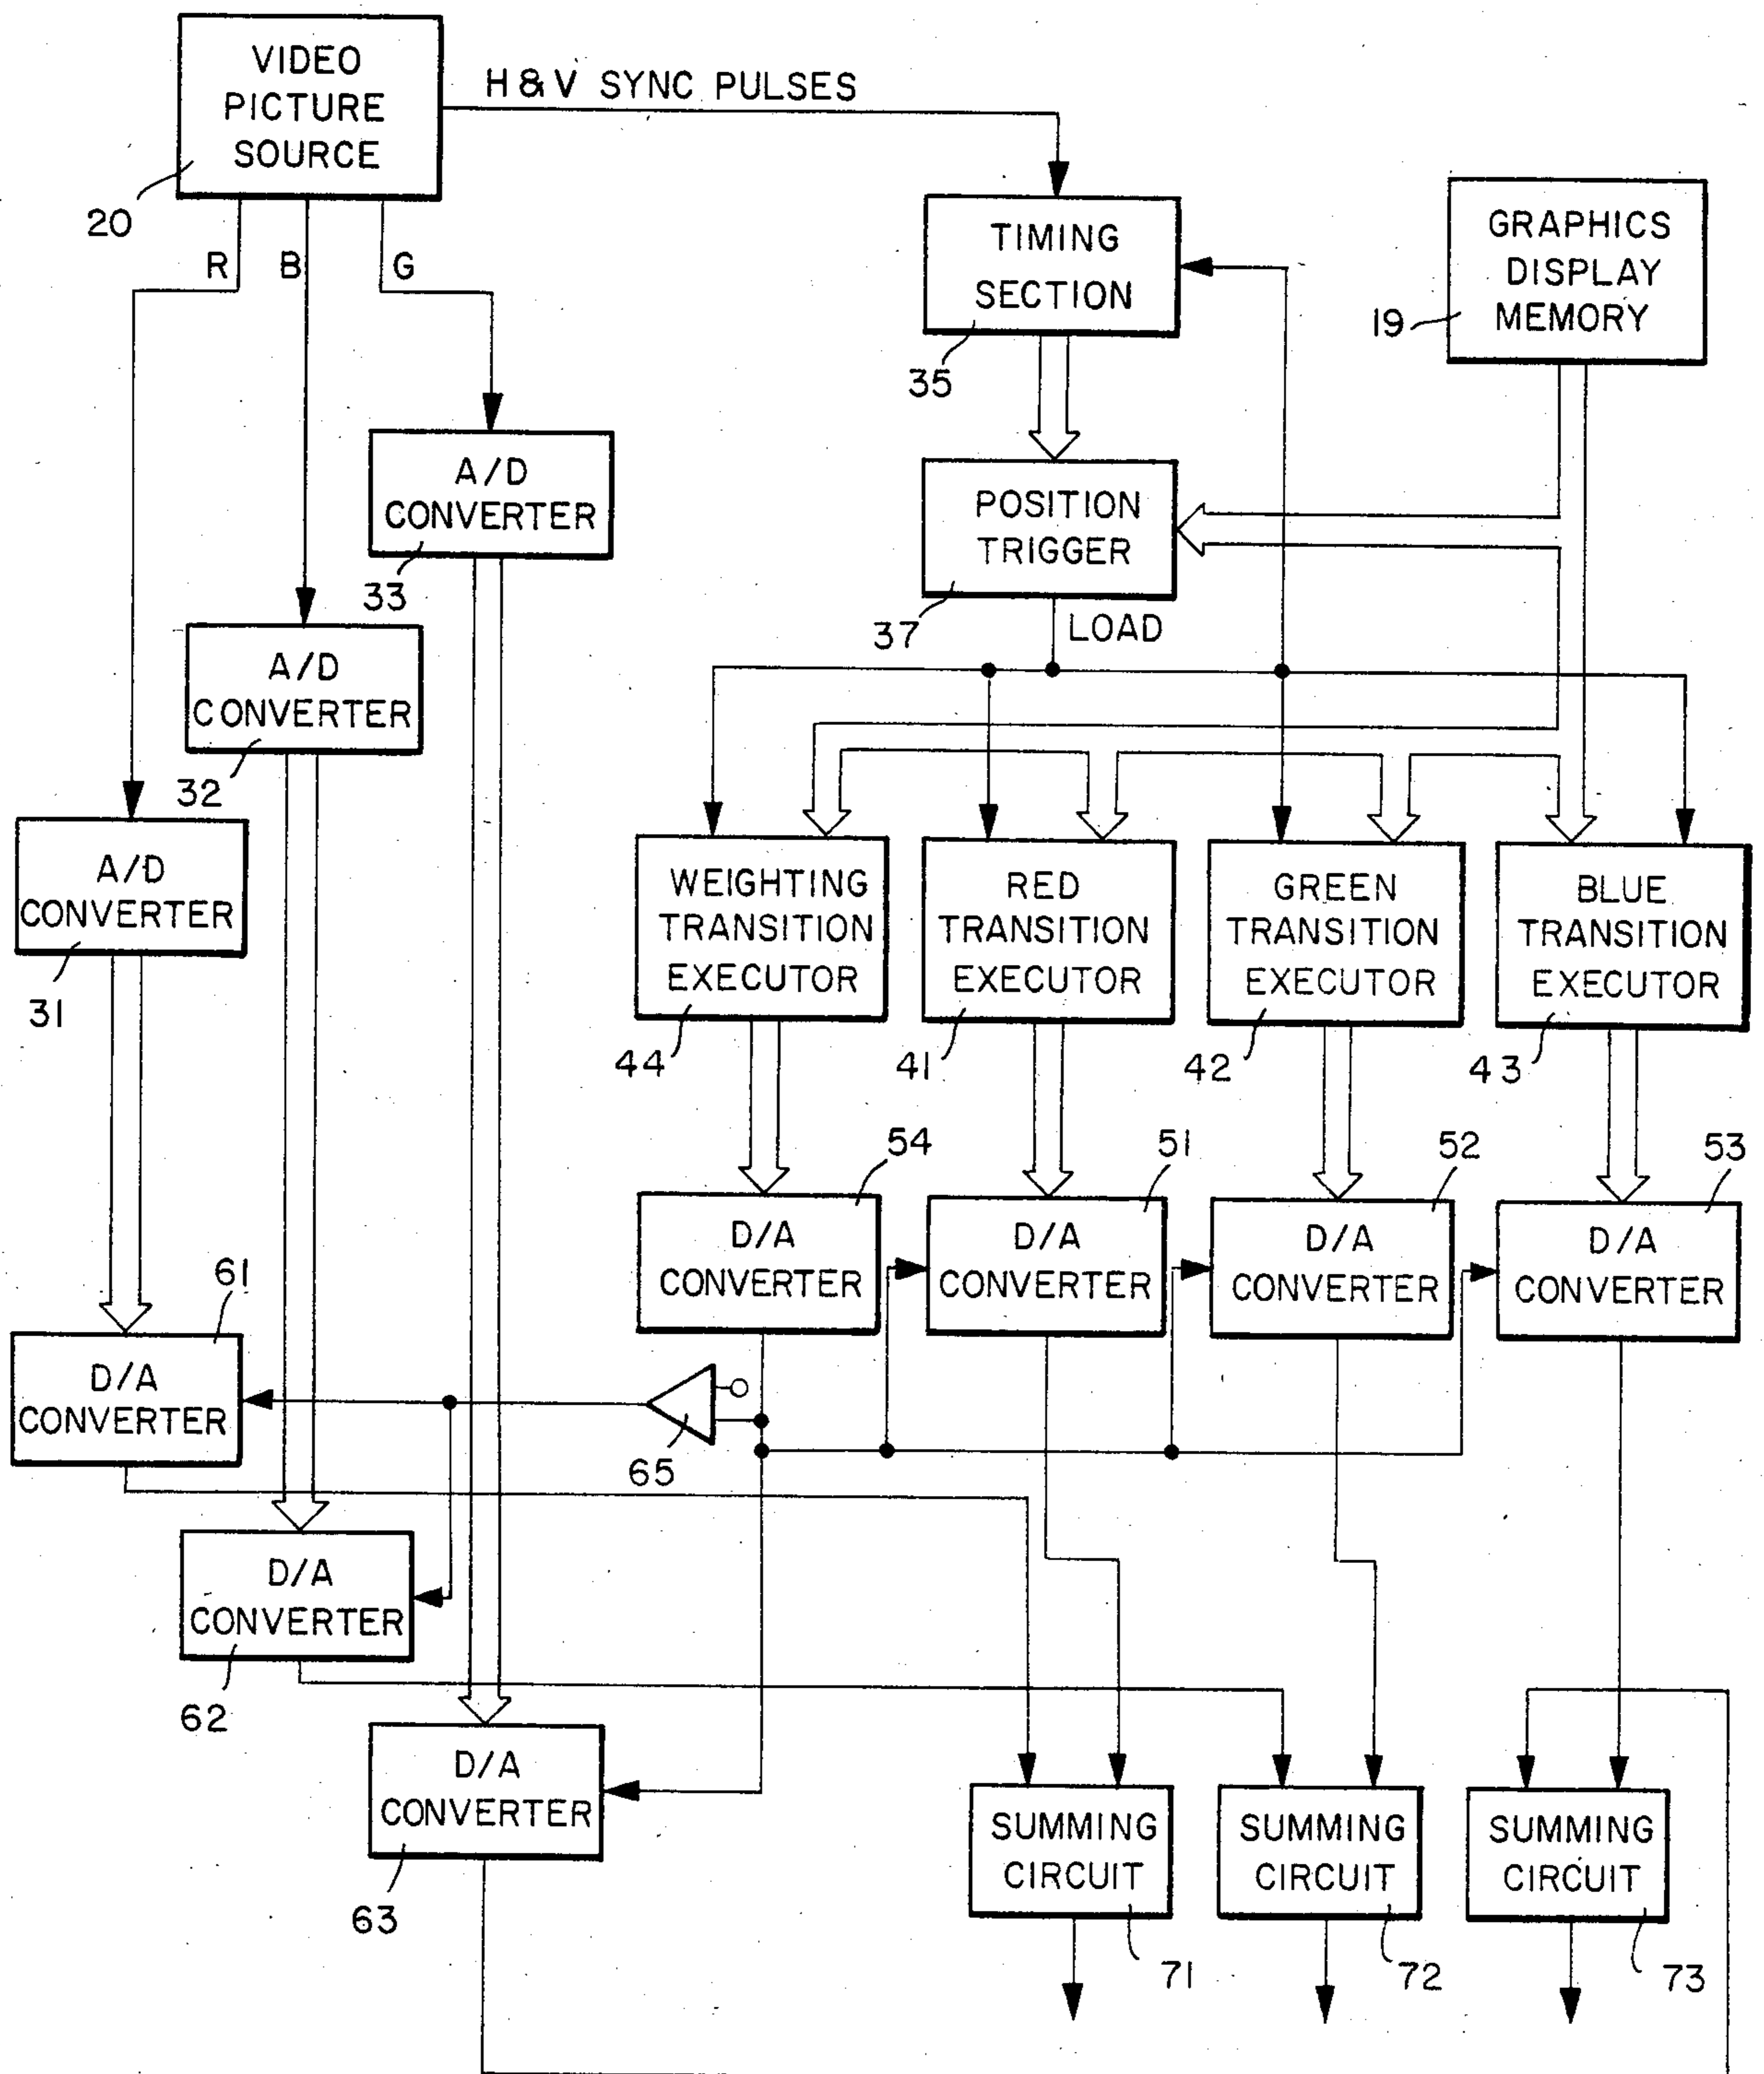 VIDEO
PICTURE
SOURCE
20
H & V SYNC PULSES
R
B
G
TIMING
SECTION
35
GRAPHICS
DISPLAY
MEMORY
19
A/D
CONVERTER
33
POSITION
TRIGGER
37
LOAD
A/D
CONVERTER
32
A/D
CONVERTER
31
WEIGHTING
TRANSITION
EXECUTOR
44
RED
TRANSITION
EXECUTOR
41
GREEN
TRANSITION
EXECUTOR
42
BLUE
TRANSITION
EXECUTOR
43
54
D/A
CONVERTER
51
D/A
CONVERTER
52
D/A
CONVERTER
53
D/A
CONVERTER
61
D/A
CONVERTER
65
D/A
CONVERTER
62
D/A
CONVERTER
63
SUMMING
CIRCUIT
71
SUMMING
CIRCUIT
72
SUMMING
CIRCUIT
73